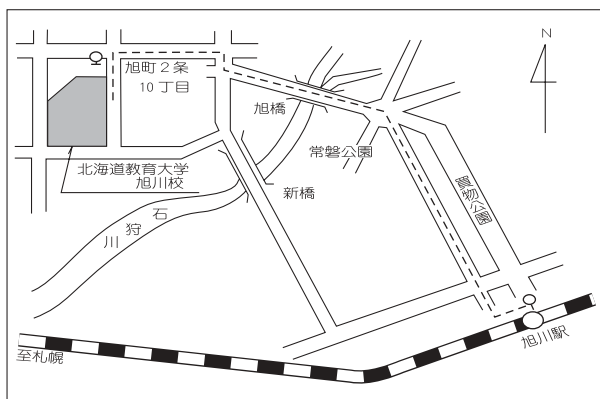 N
旭町２条
10丁目
旭橋
常磐公園
北海道教育大学
旭川校
新橋
石狩川
買物公園
旭川駅
至札幌